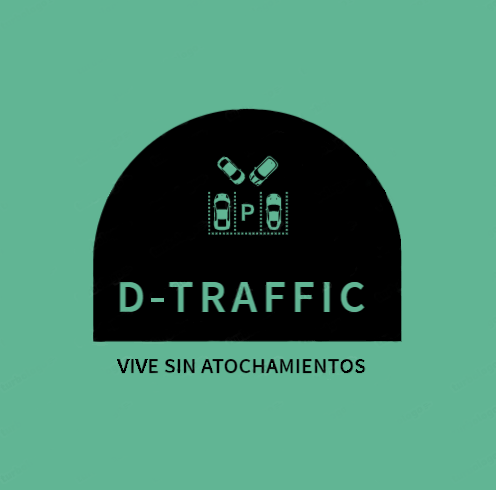 P
D-TRAFFIC
VIVE SIN ATOCHAMIENTOS